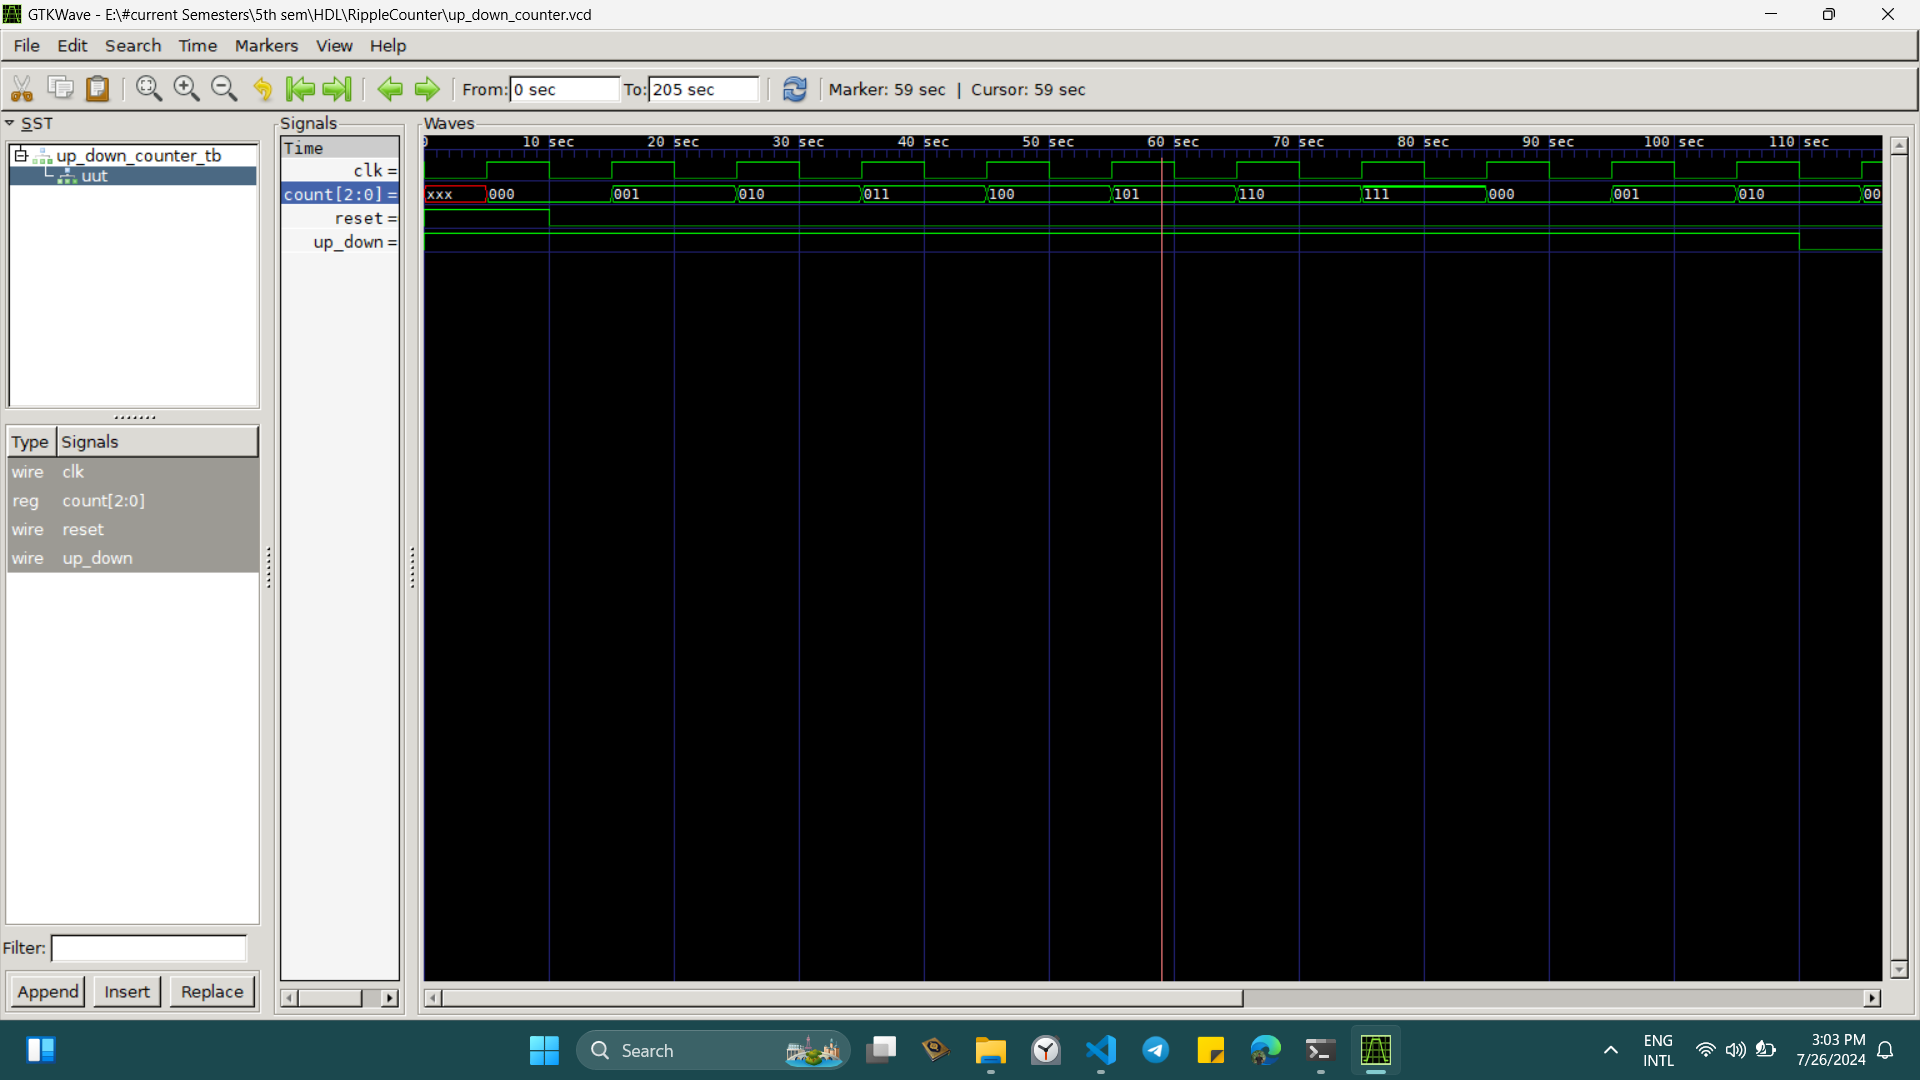 GTKWave - E:\#current Semesters\5th sem\HDL\RippleCounter\up_down_counter.vcd
File Edit Search Time Markers View Help
From: 0 sec To: 205 sec Marker: 59 sec | Cursor: 59 sec
SST
up_down_counter_tb
uut
Type Signals
wire clk
reg count[2:0]
wire reset
wire up_down
Filter:
Append Insert Replace
Signals
Time
clk =
count[2:0] =
reset =
up_down =
Waves
0 10 sec 20 sec 30 sec 40 sec 50 sec 60 sec 70 sec 80 sec 90 sec 100 sec 110 sec
xxx 000 001 010 011 100 101 110 111 000 001 010 00
Search
ENG
INTL
3:03 PM
7/26/2024